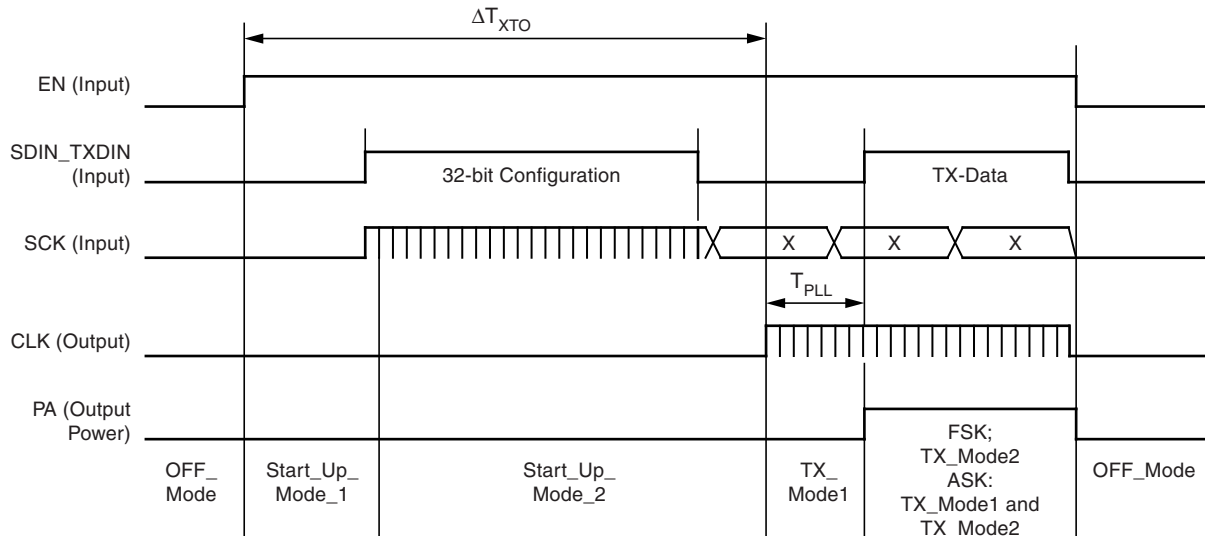 ΔT_XTO
EN (Input)
SDIN_TXDIN
(Input)
32-bit Configuration
TX-Data
SCK (Input)
X
X
X
T_PLL
CLK (Output)
PA (Output
Power)
OFF_
Mode
Start_Up_
Mode_1
Start_Up_
Mode_2
TX_
Mode1
FSK;
TX_Mode2
ASK:
TX_Mode1 and
TX_Mode2
OFF_Mode